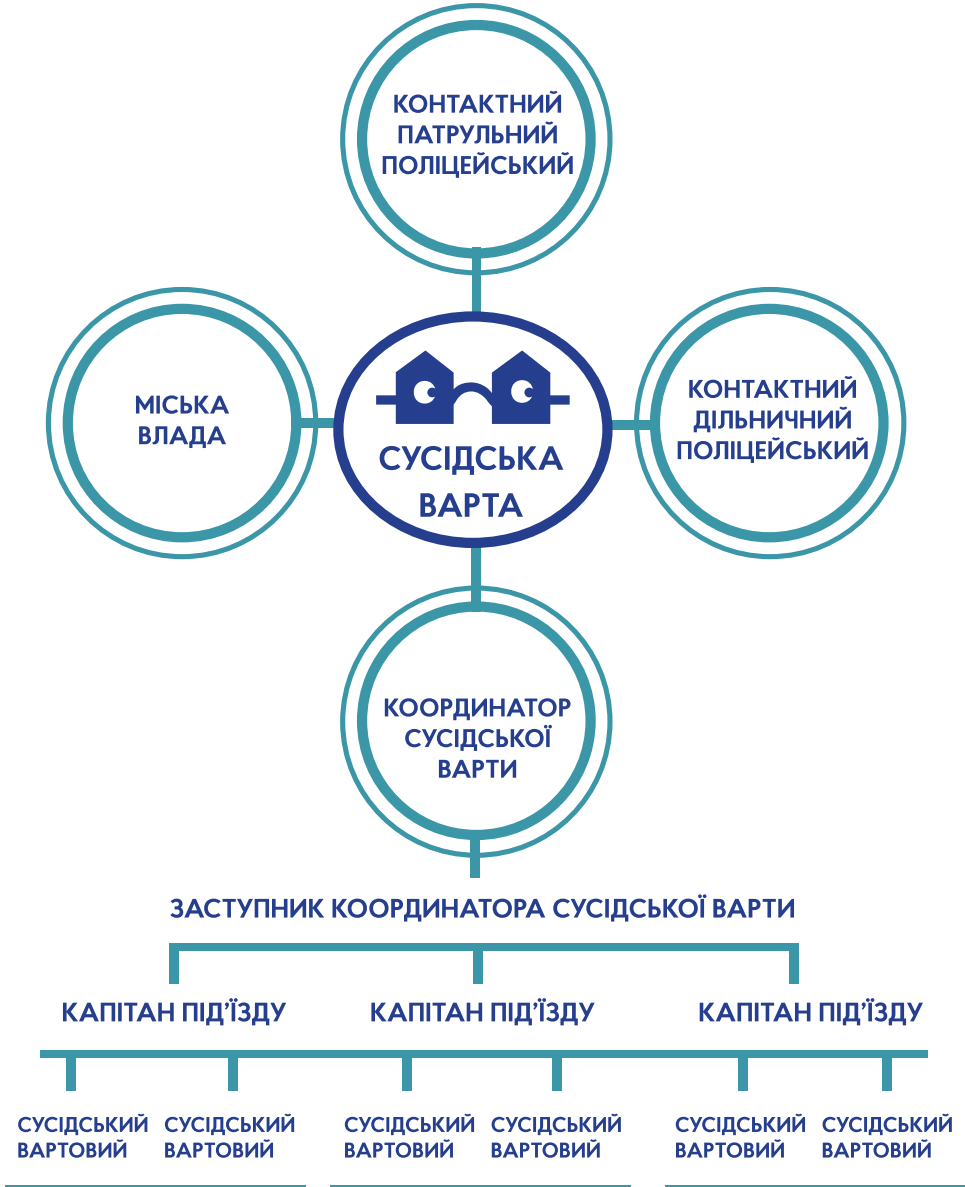 КОНТАКТНИЙ
ПАТРУЛЬНИЙ
ПОЛІЦЕЙСЬКИЙ
МІСЬКА
ВЛАДА
СУСІДСЬКА
ВАРТА
КОНТАКТНИЙ
ДІЛЬНИЧНИЙ
ПОЛІЦЕЙСЬКИЙ
КООРДИНАТОР
СУСІДСЬКОЇ
ВАРТИ
ЗАСТУПНИК КООРДИНАТОРА СУСІДСЬКОЇ ВАРТИ
КАПІТАН ПІД'ЇЗДУ
КАПІТАН ПІД'ЇЗДУ
КАПІТАН ПІД'ЇЗДУ
СУСІДСЬКИЙ
ВАРТОВИЙ
СУСІДСЬКИЙ
ВАРТОВИЙ
СУСІДСЬКИЙ
ВАРТОВИЙ
СУСІДСЬКИЙ
ВАРТОВИЙ
СУСІДСЬКИЙ
ВАРТОВИЙ
СУСІДСЬКИЙ
ВАРТОВИЙ